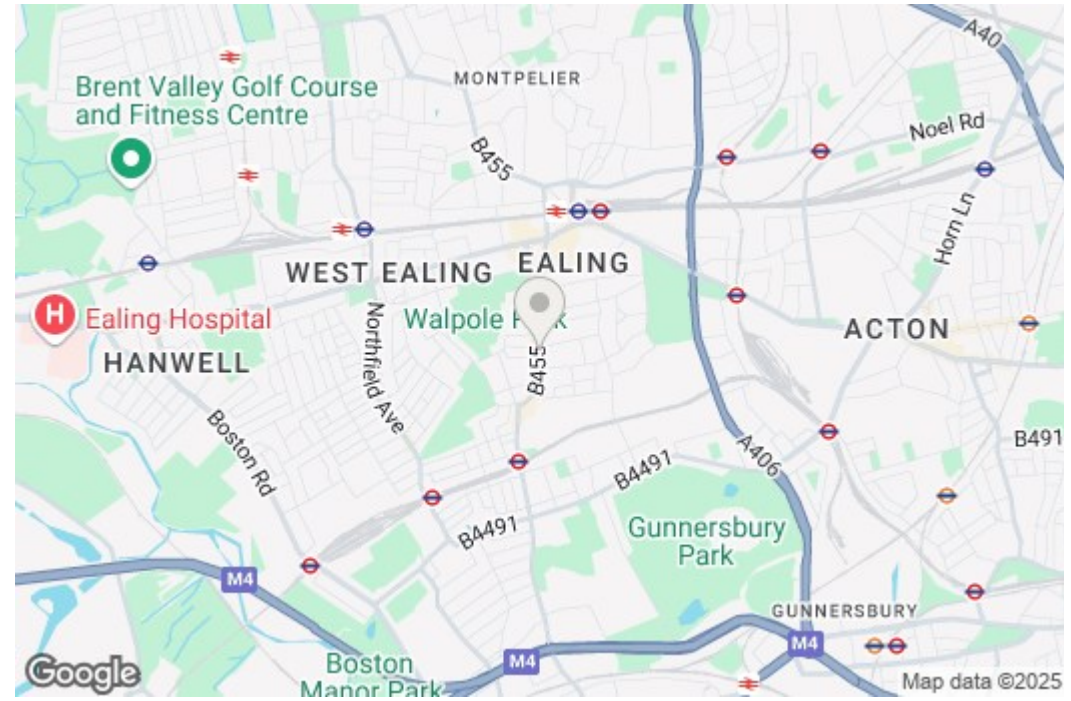 A40
MONTPELIER
Brent Valley Golf Course
and Fitness Centre
Noel Rd
B455
Horn Ln
WEST EALING
EALING
H
Ealing Hospital
Walpole P k
Northfield Ave
ACTON
HANWELL
B455
Boston Rd
A406
B491
B4491
B4491
Gunnersbury
Park
M4
GUNNERSBURY
M4
M4
Boston
Manor Park
Google
Map data ©2025